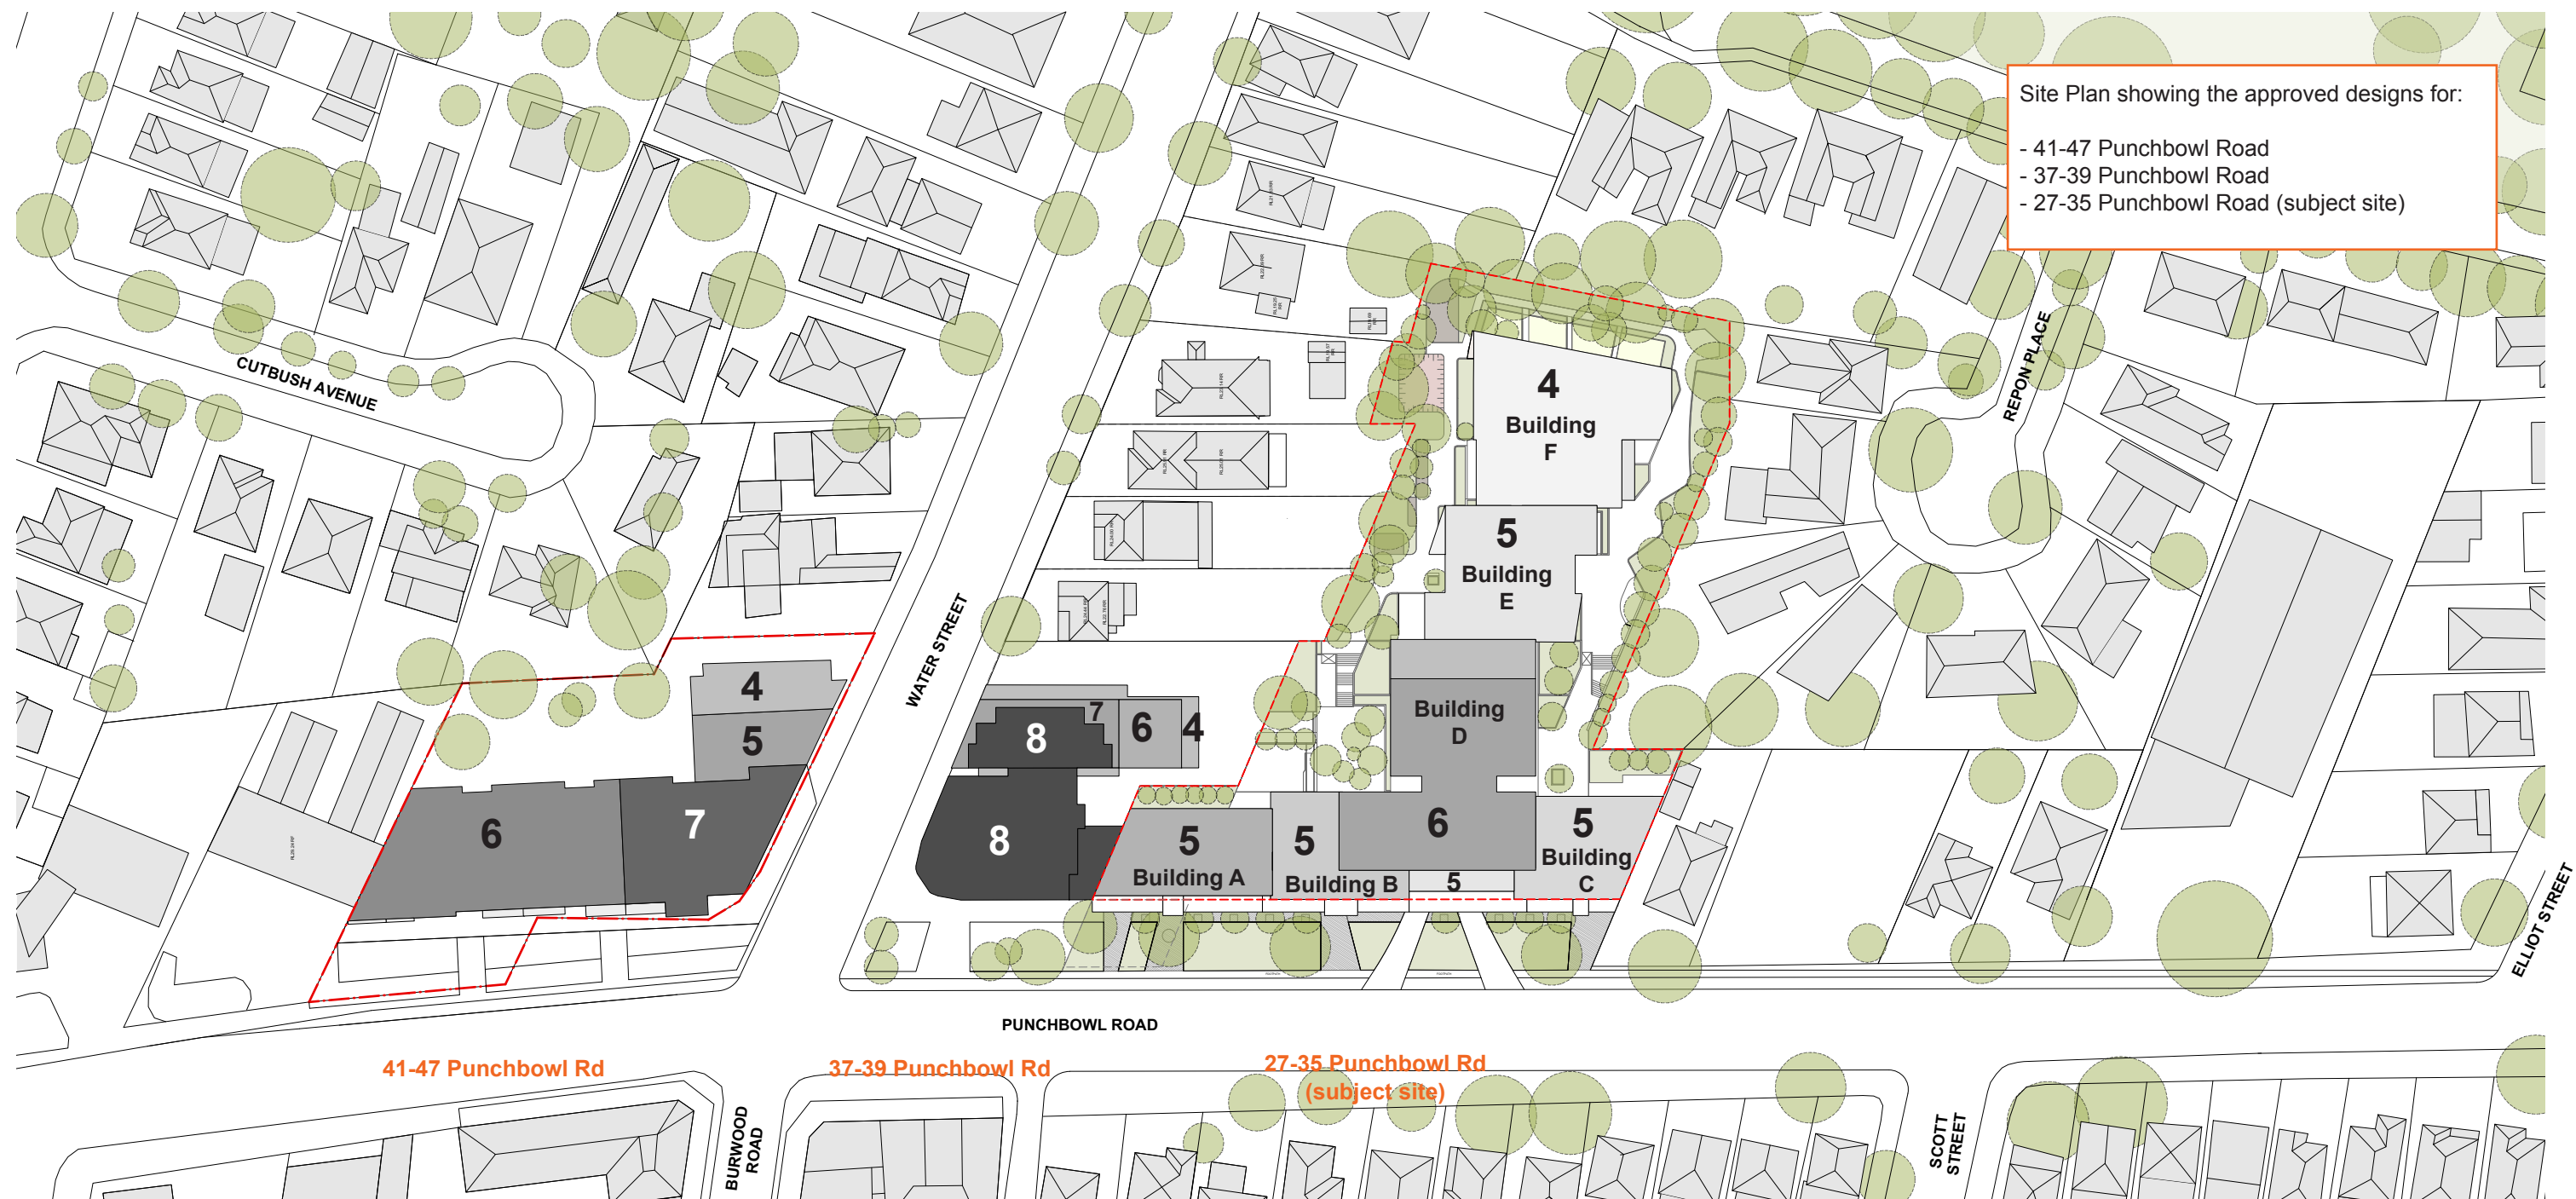 Site Plan showing the approved designs for:
- 41-47 Punchbowl Road
- 37-39 Punchbowl Road
- 27-35 Punchbowl Road (subject site)
CUTBUSH AVENUE
REPON PLACE
WATER STREET
4
Building
F
5
Building
E
4
5
6
7
8
7
6
4
8
Building
D
5
Building A
5
Building B
6
5
5
Building
C
ELLIOT STREET
PUNCHBOWL ROAD
41-47 Punchbowl Rd
37-39 Punchbowl Rd
27-35 Punchbowl Rd
(subject site)
BURWOOD
ROAD
SCOTT
STREET